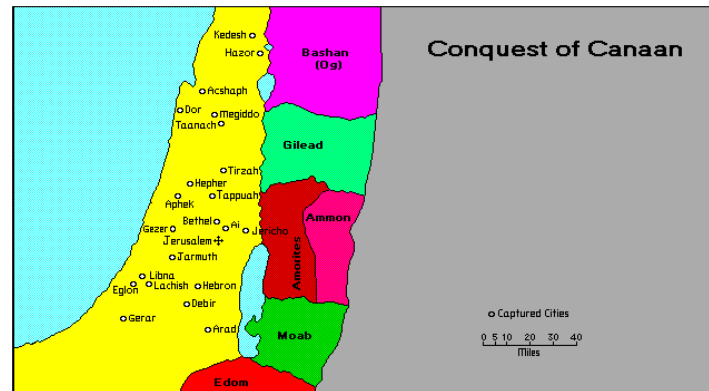 Kedesh
Hazor
Bashan
(Og)
Conquest of Canaan
Acshaph
Dor
Megiddo
Taanach
Gilead
Tirzah
Hepher
Aphek
Tappuah
Ammon
Bethel
Ai
Gezer
Jericho
Jerusalem
Jarmuth
Amorites
Libna
Eglon
Lachish
Hebron
Debir
Gerar
Arad
Moab
Captured Cities
0 5 10 20 30 40
Miles
Edom